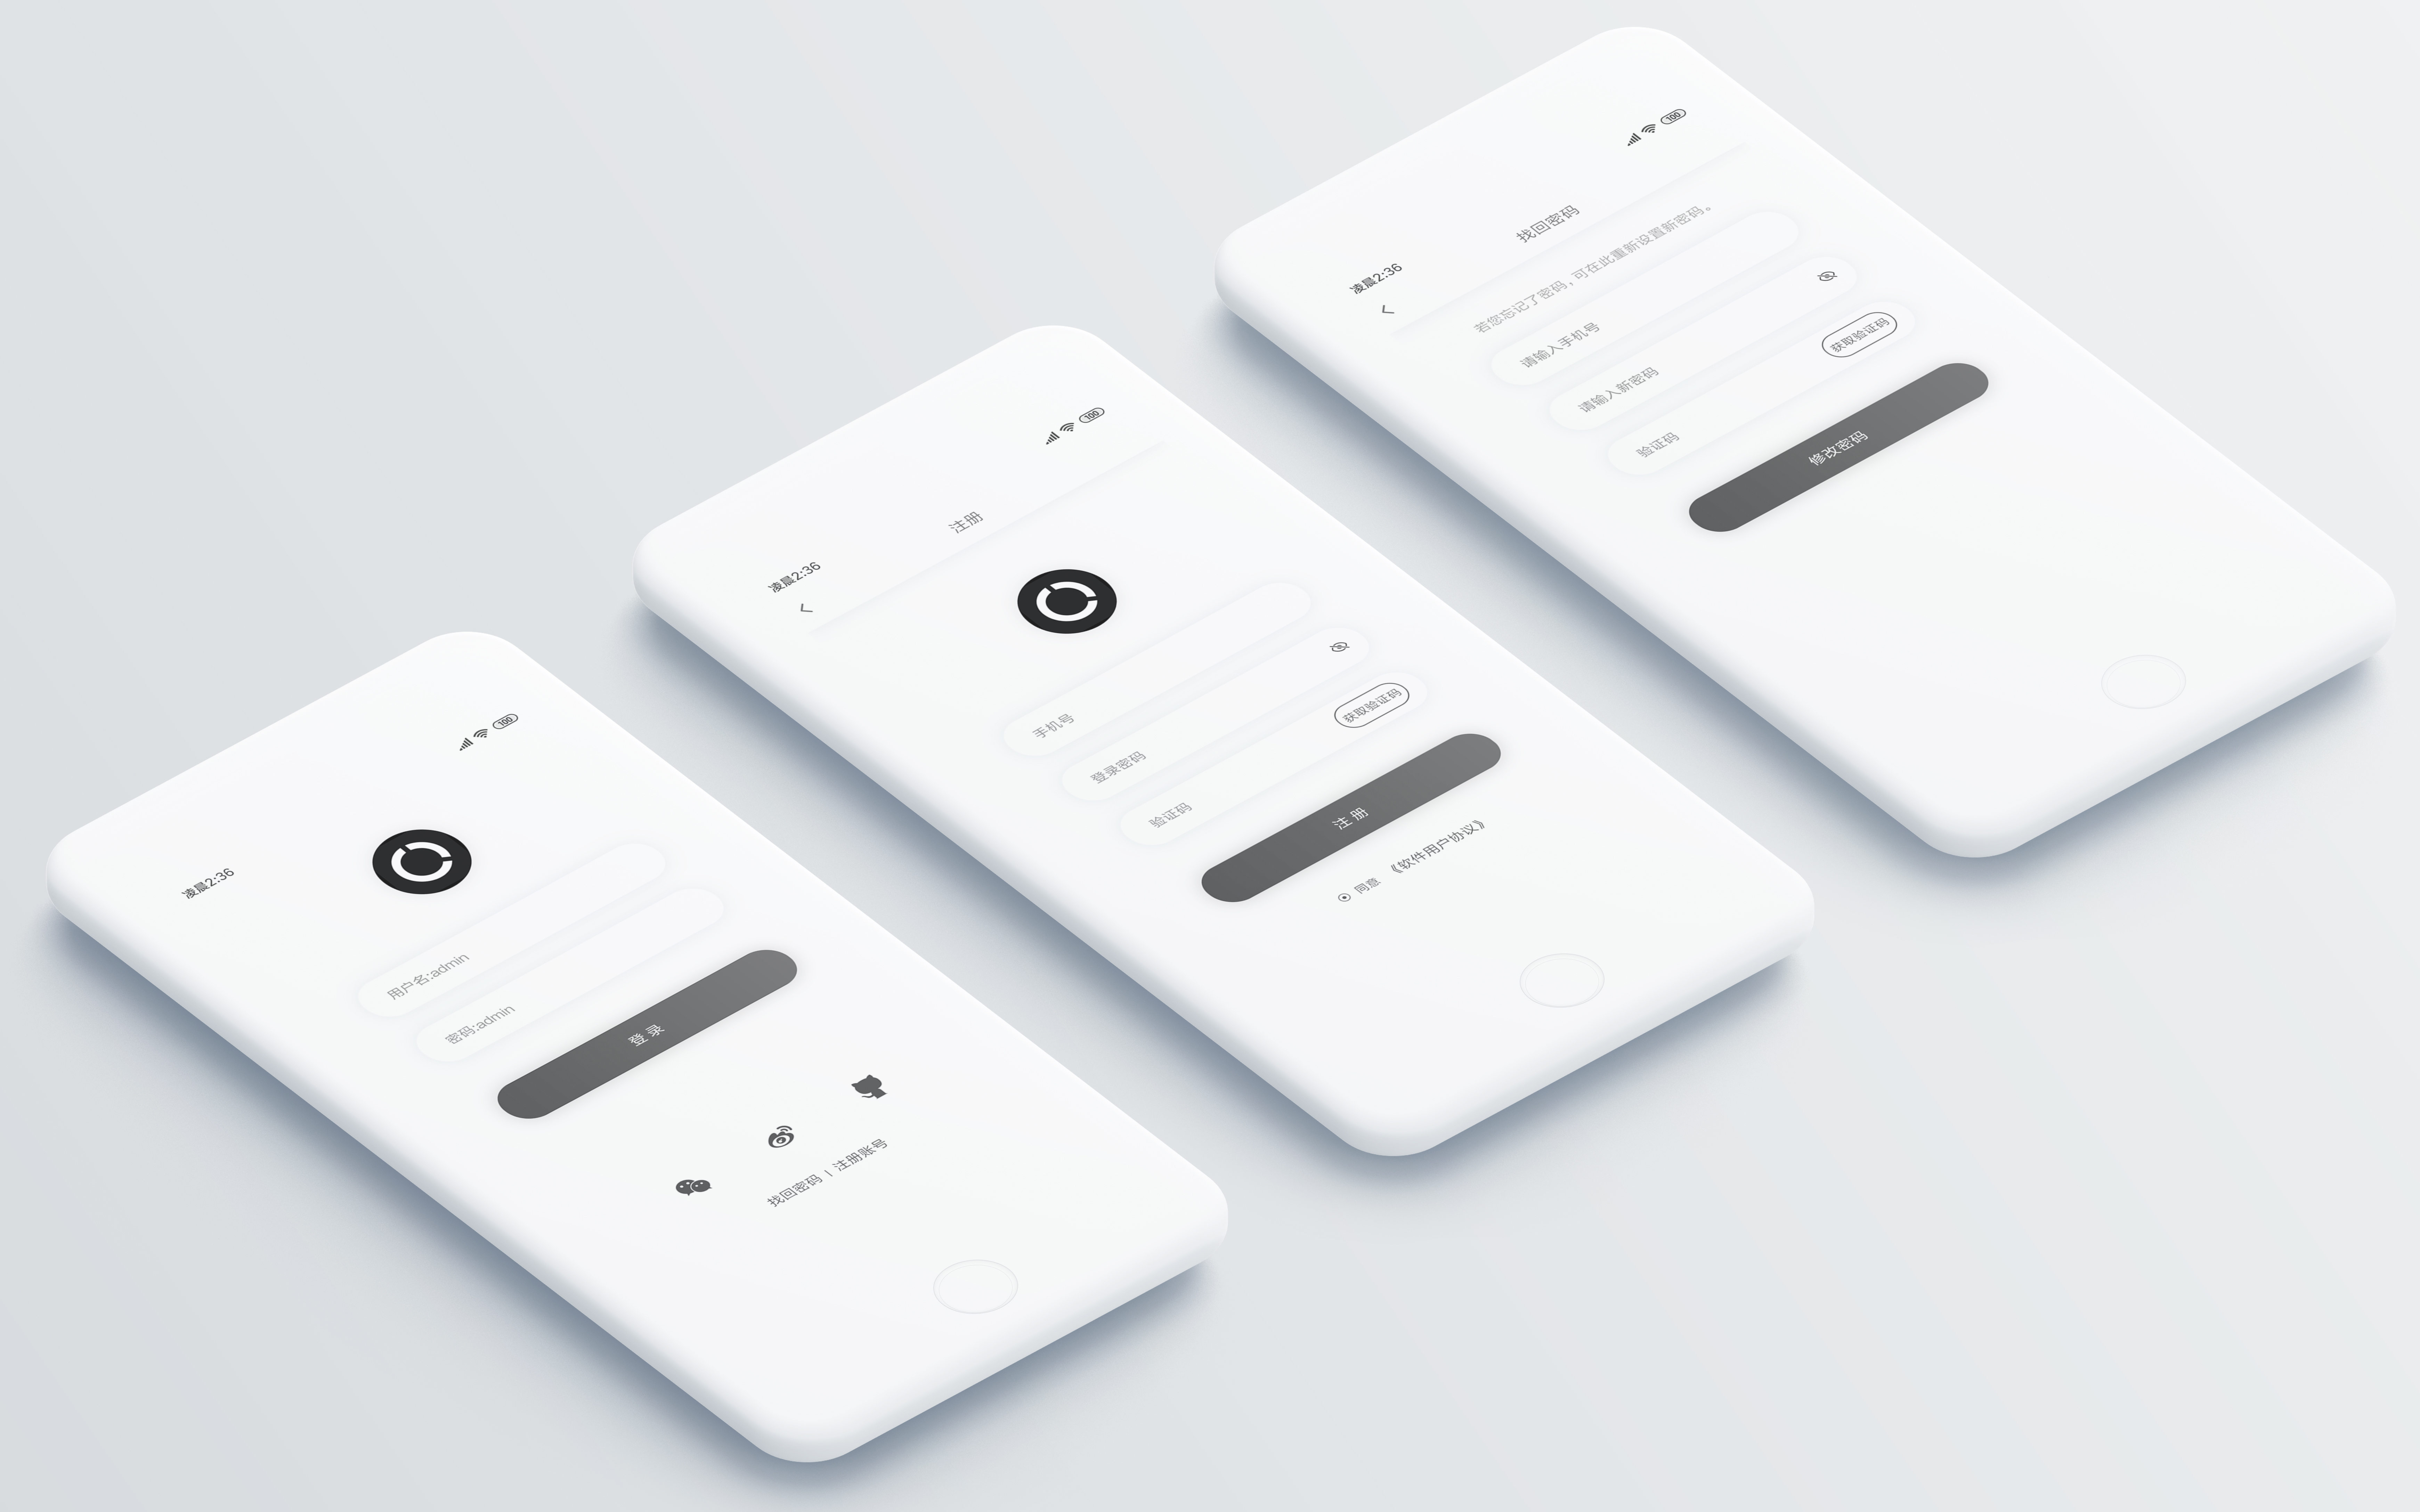 凌晨2:36
100
用户名:admin
密码:admin
登 录
找回密码 | 注册账号
凌晨2:36
100
注册
手机号
登录密码
验证码
获取验证码
注 册
同意 《软件用户协议》
凌晨2:36
100
找回密码
若您忘记了密码，可在此重新设置新密码。
请输入手机号
请输入新密码
验证码
获取验证码
修改密码